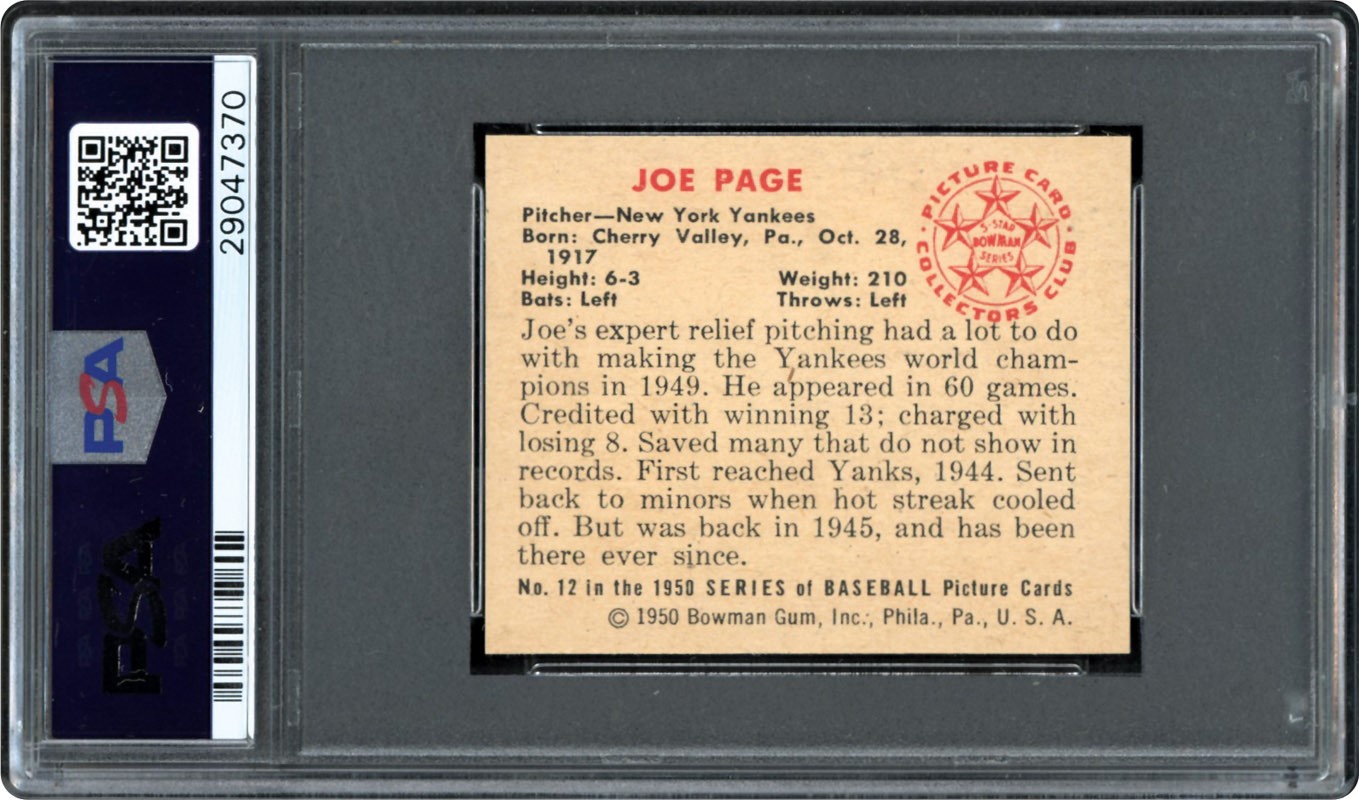 29047370
PSA
PSA
JOE PAGE
Pitcher—New York Yankees
Born: Cherry Valley, Pa., Oct. 28,
1917
Height: 6-3 Weight: 210
Bats: Left Throws: Left
PICTURE CARD
COLLECTORS CLUB
5-STAR
BOWMAN
SERIES
Joe's expert relief pitching had a lot to do
with making the Yankees world cham-
pions in 1949. He appeared in 60 games.
Credited with winning 13; charged with
losing 8. Saved many that do not show in
records. First reached Yanks, 1944. Sent
back to minors when hot streak cooled
off. But was back in 1945, and has been
there ever since.
No. 12 in the 1950 SERIES of BASEBALL Picture Cards
© 1950 Bowman Gum, Inc., Phila., Pa., U. S. A.